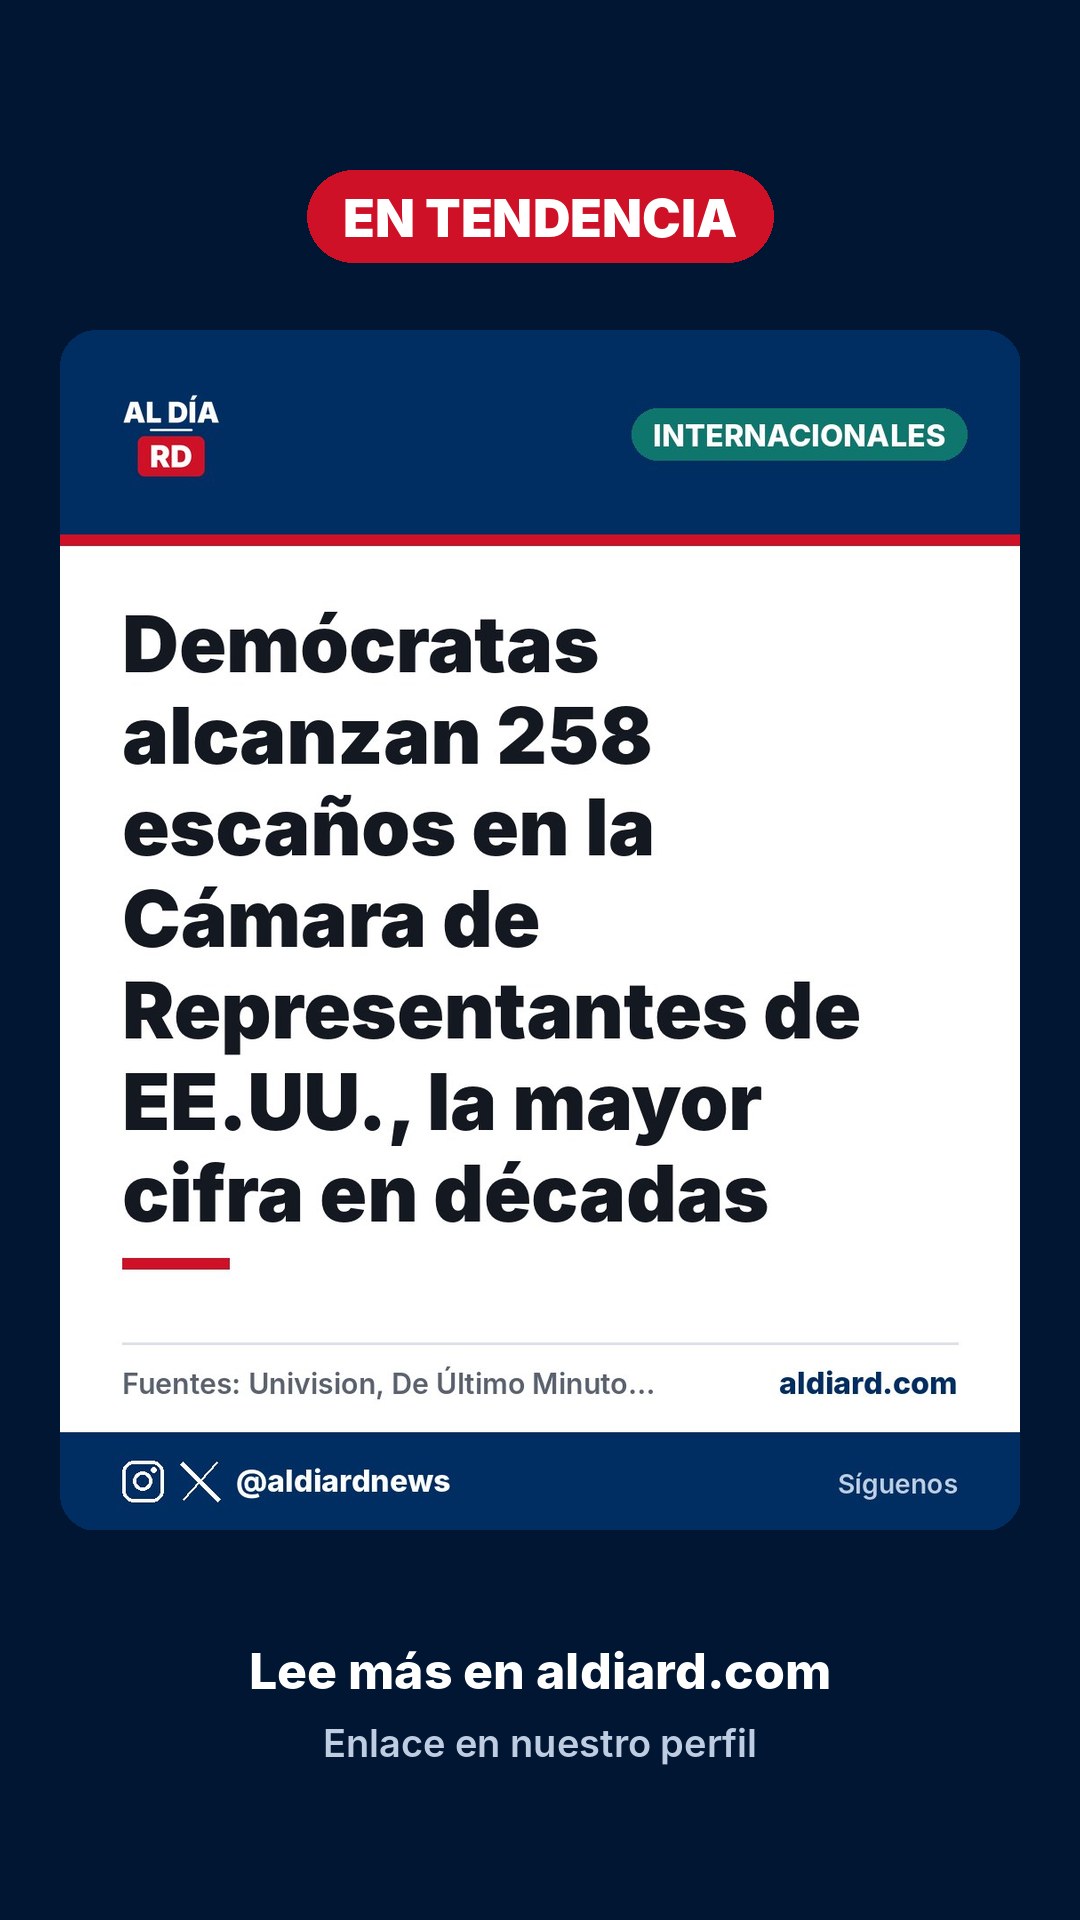 EN TENDENCIA
AL DÍA
RD
INTERNACIONALES
Demócratas
alcanzan 258
escaños en la
Cámara de
Representantes de
EE.UU., la mayor
cifra en décadas
Fuentes: Univision, De Último Minuto...
aldiard.com
@aldiardnews
Síguenos
Lee más en aldiard.com
Enlace en nuestro perfil